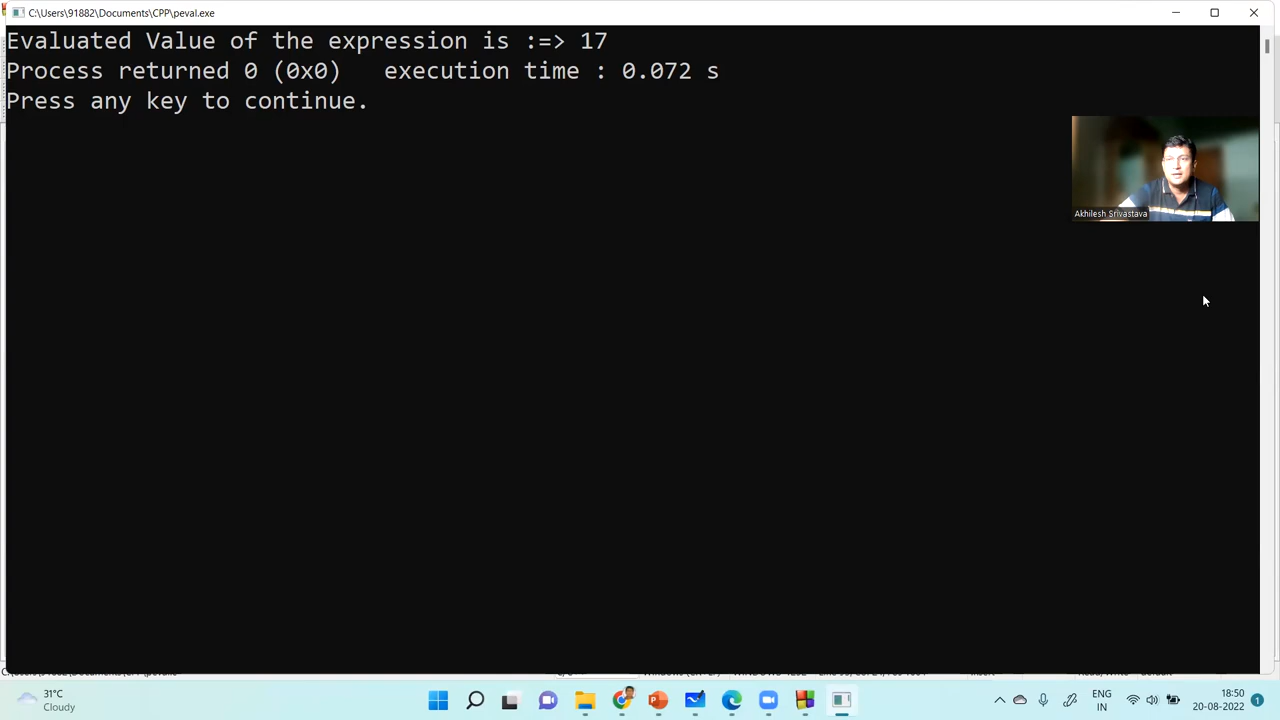 C:\Users\91882\Documents\CPP\peval.exe
Evaluated Value of the expression is :=> 17
Process returned 0 (0x0)   execution time : 0.072 s
Press any key to continue.
Akhilesh Srivastava
31°C
Cloudy
ENG
IN
18:50
20-08-2022
1